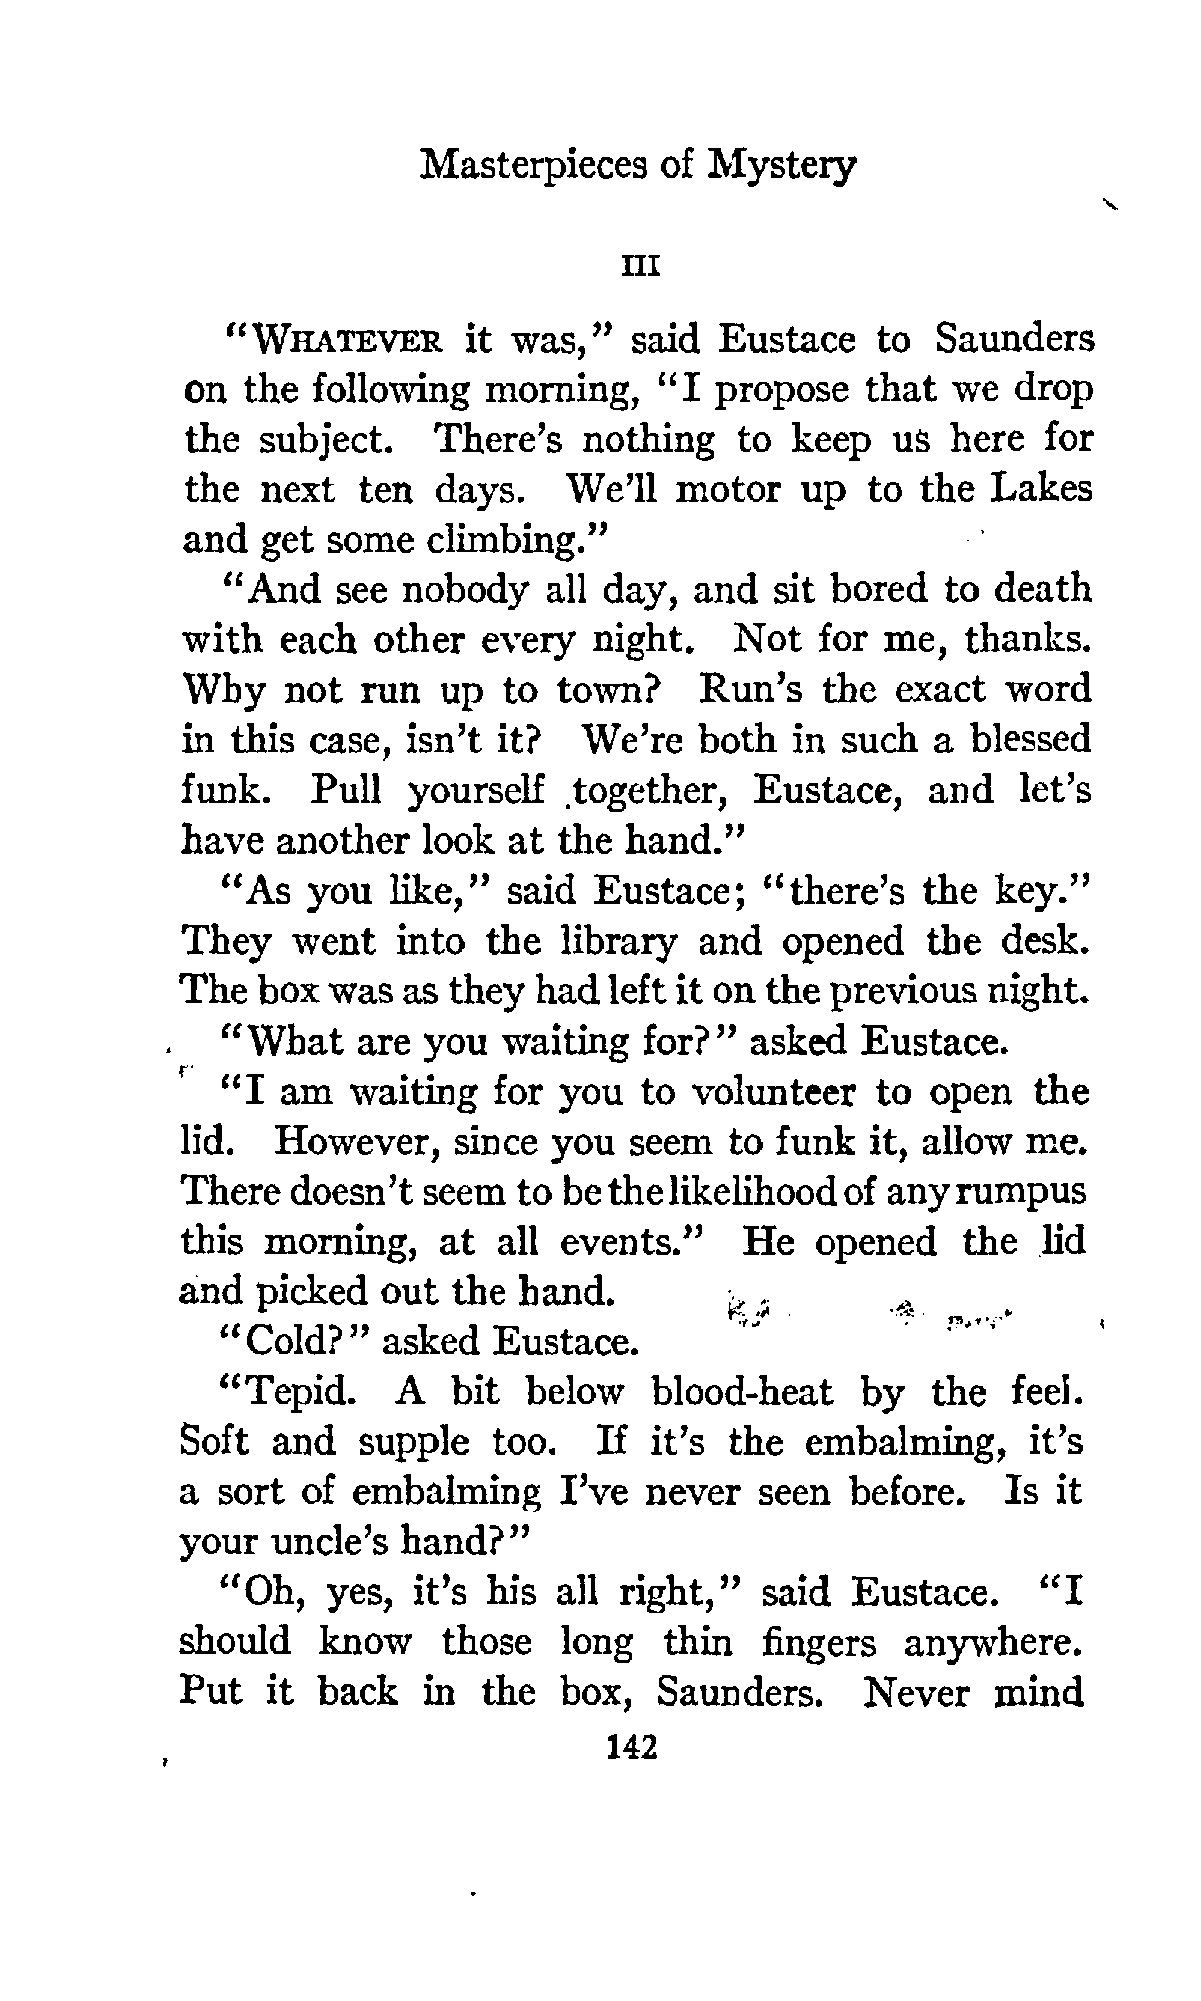 Masterpieces of Mystery
III
"WHATEVER it was," said Eustace to Saunders
on the following morning, "I propose that we drop
the subject. There's nothing to keep us here for
the next ten days. We'll motor up to the Lakes
and get some climbing."
"And see nobody all day, and sit bored to death
with each other every night. Not for me, thanks.
Why not run up to town? Run's the exact word
in this case, isn't it? We're both in such a blessed
funk. Pull yourself together, Eustace, and let's
have another look at the hand."
"As you like," said Eustace; "there's the key."
They went into the library and opened the desk.
The box was as they had left it on the previous night.
"What are you waiting for?" asked Eustace.
"I am waiting for you to volunteer to open the
lid. However, since you seem to funk it, allow me.
There doesn't seem to be the likelihood of any rumpus
this morning, at all events." He opened the lid
and picked out the hand.
"Cold?" asked Eustace.
"Tepid. A bit below blood-heat by the feel.
Soft and supple too. If it's the embalming, it's
a sort of embalming I've never seen before. Is it
your uncle's hand?"
"Oh, yes, it's his all right," said Eustace. "I
should know those long thin fingers anywhere.
Put it back in the box, Saunders. Never mind
142